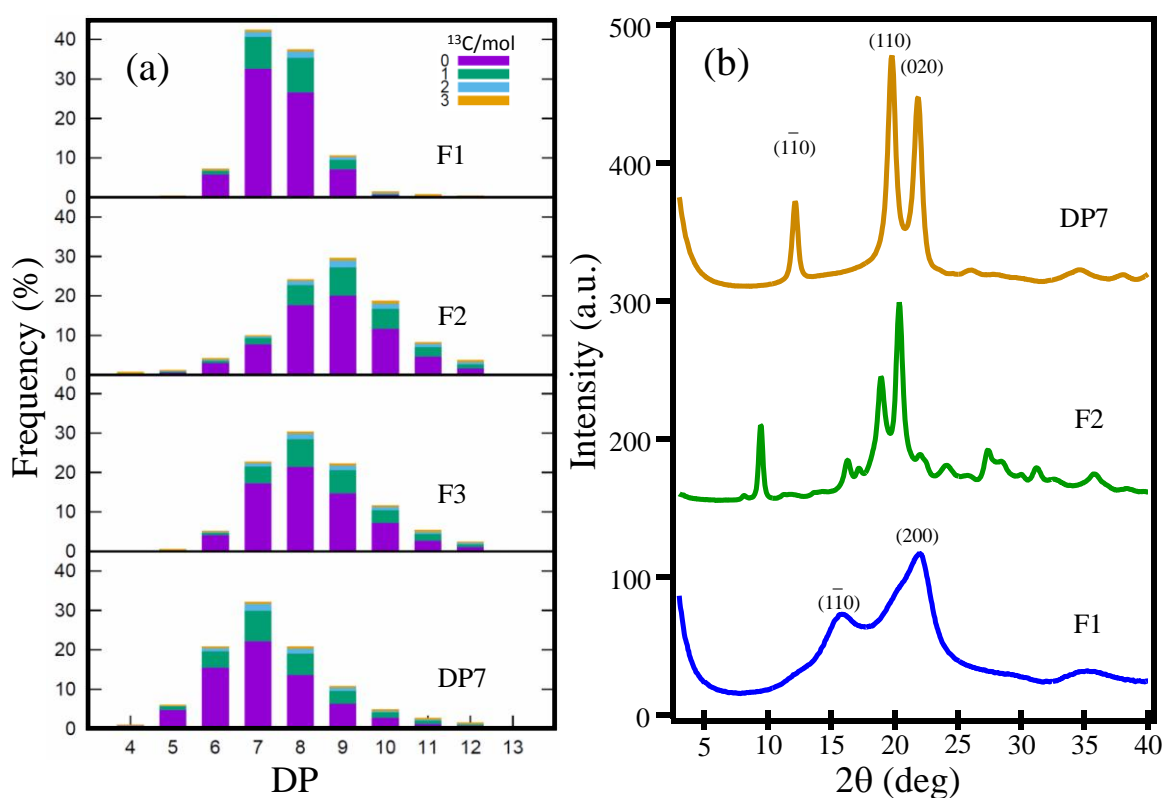 (a)
¹³C/mol
0
1
2
3
40
30
20
10
0
F1
40
30
20
10
0
F2
40
30
20
10
0
F3
40
30
20
10
0
DP7
4 5 6 7 8 9 10 11 12 13
DP
Frequency (%)
(b)
500
400
300
200
100
0
(110)
(020)
(11̄0)
DP7
F2
(200)
(11̄0)
F1
5 10 15 20 25 30 35 40
2θ (deg)
Intensity (a.u.)